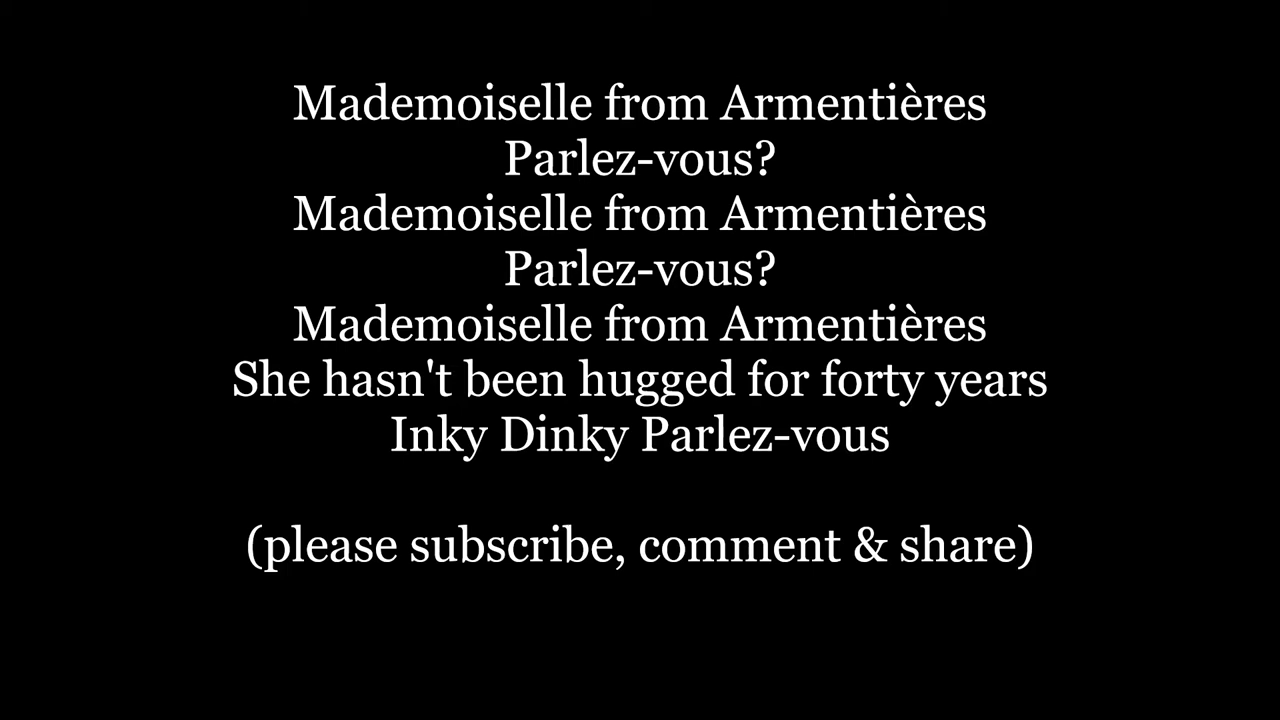 Mademoiselle from Armentières
Parlez-vous?
Mademoiselle from Armentières
Parlez-vous?
Mademoiselle from Armentières
She hasn't been hugged for forty years
Inky Dinky Parlez-vous
(please subscribe, comment & share)